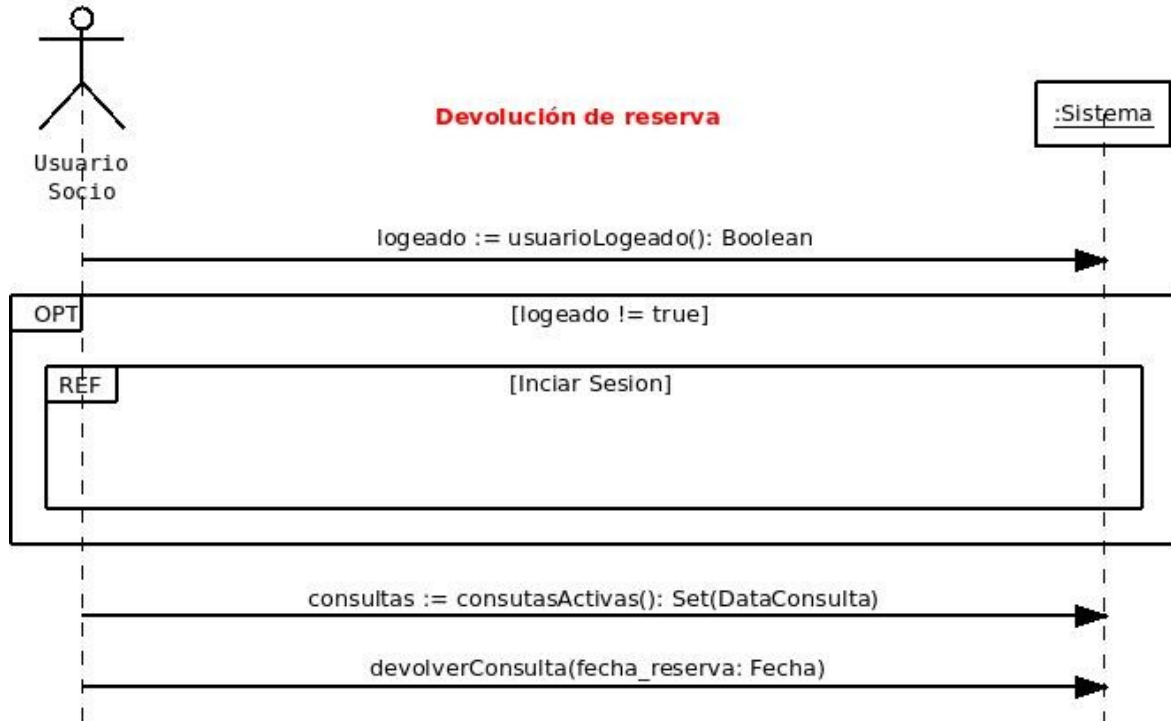 Devolución de reserva
:Sistema
Usuario
Socio
logeado := usuarioLogeado(): Boolean
OPT
[logeado != true]
REF
[Inciar Sesion]
consultas := consutasActivas(): Set(DataConsulta)
devolverConsulta(fecha_reserva: Fecha)